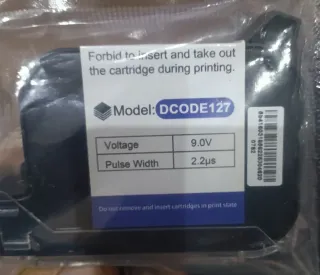 Forbid to insert and take out
the cartridge during printing.
Model: DCODE127
Voltage 9.0V
Pulse Width 2.2µs
Do not remove and insert cartridges in print state
0762